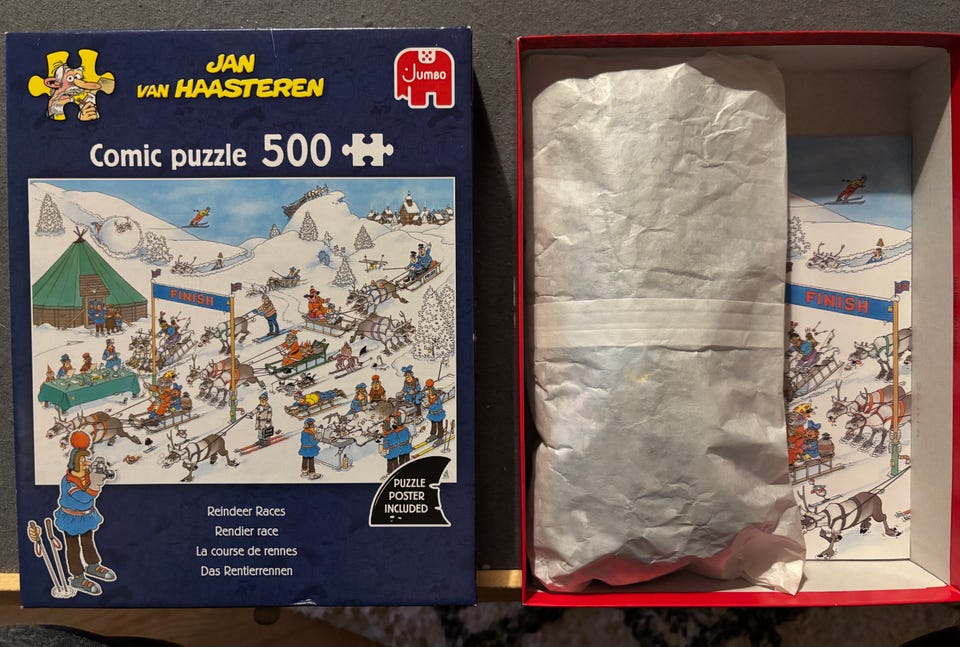 JAN
VAN HAASTEREN
JUMBO
Comic puzzle 500
FINISH
PUZZLE
POSTER
INCLUDED
Reindeer Races
Rendier race
La course de rennes
Das Rentierrennen
FINISH